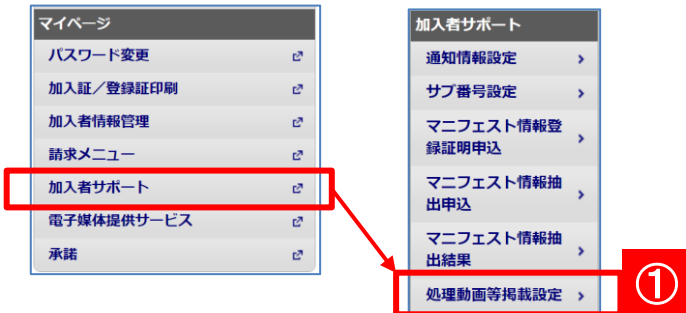 マイページ
パスワード変更
加入証／登録証印刷
加入者情報管理
請求メニュー
加入者サポート
電子媒体提供サービス
承諾
加入者サポート
通知情報設定
サブ番号設定
マニフェスト情報登
録証明申込
マニフェスト情報抽
出申込
マニフェスト情報抽
出結果
処理動画等掲載設定
①